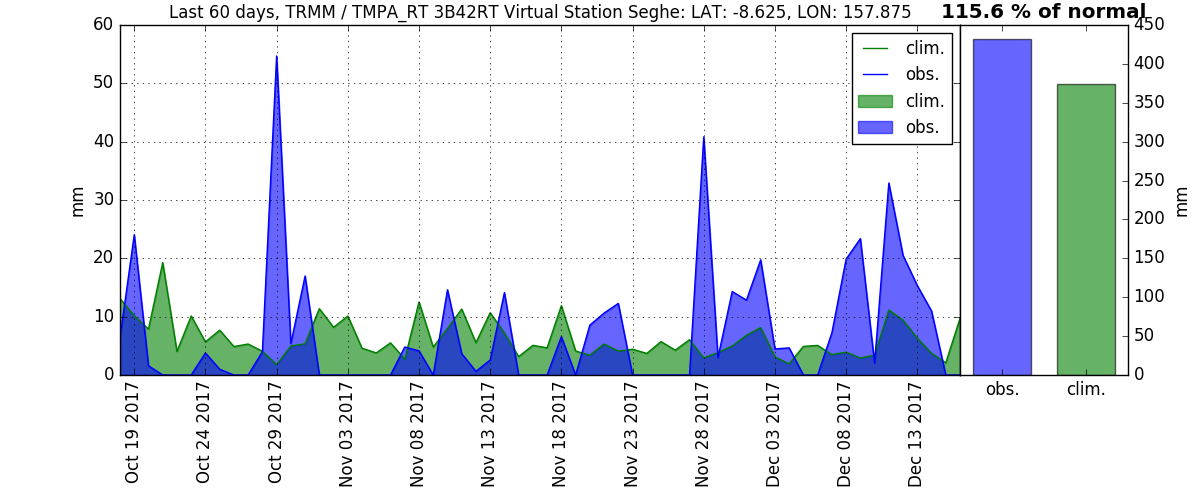 Last 60 days, TRMM / TMPA_RT 3B42RT Virtual Station Seghe: LAT: -8.625, LON: 157.875
115.6 % of normal
60
50
40
30
20
10
0
mm
clim.
obs.
clim.
obs.
450
400
350
300
250
200
150
100
50
0
mm
Oct 19 2017
Oct 24 2017
Oct 29 2017
Nov 03 2017
Nov 08 2017
Nov 13 2017
Nov 18 2017
Nov 23 2017
Nov 28 2017
Dec 03 2017
Dec 08 2017
Dec 13 2017
obs.
clim.